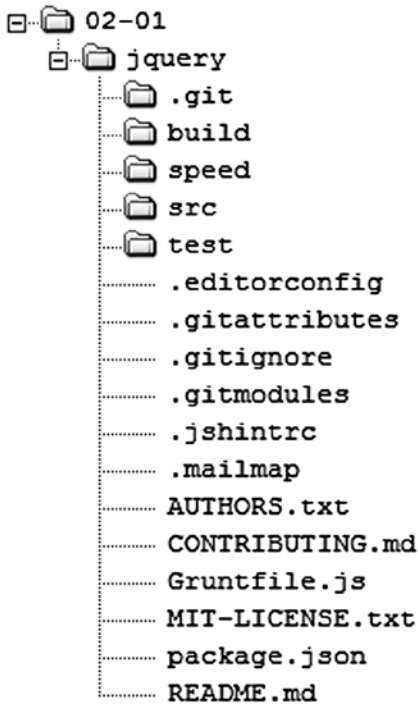 02-01
jquery
.git
build
speed
src
test
.editorconfig
.gitattributes
.gitignore
.gitmodules
.jshintrc
.mailmap
AUTHORS.txt
CONTRIBUTING.md
Gruntfile.js
MIT-LICENSE.txt
package.json
README.md